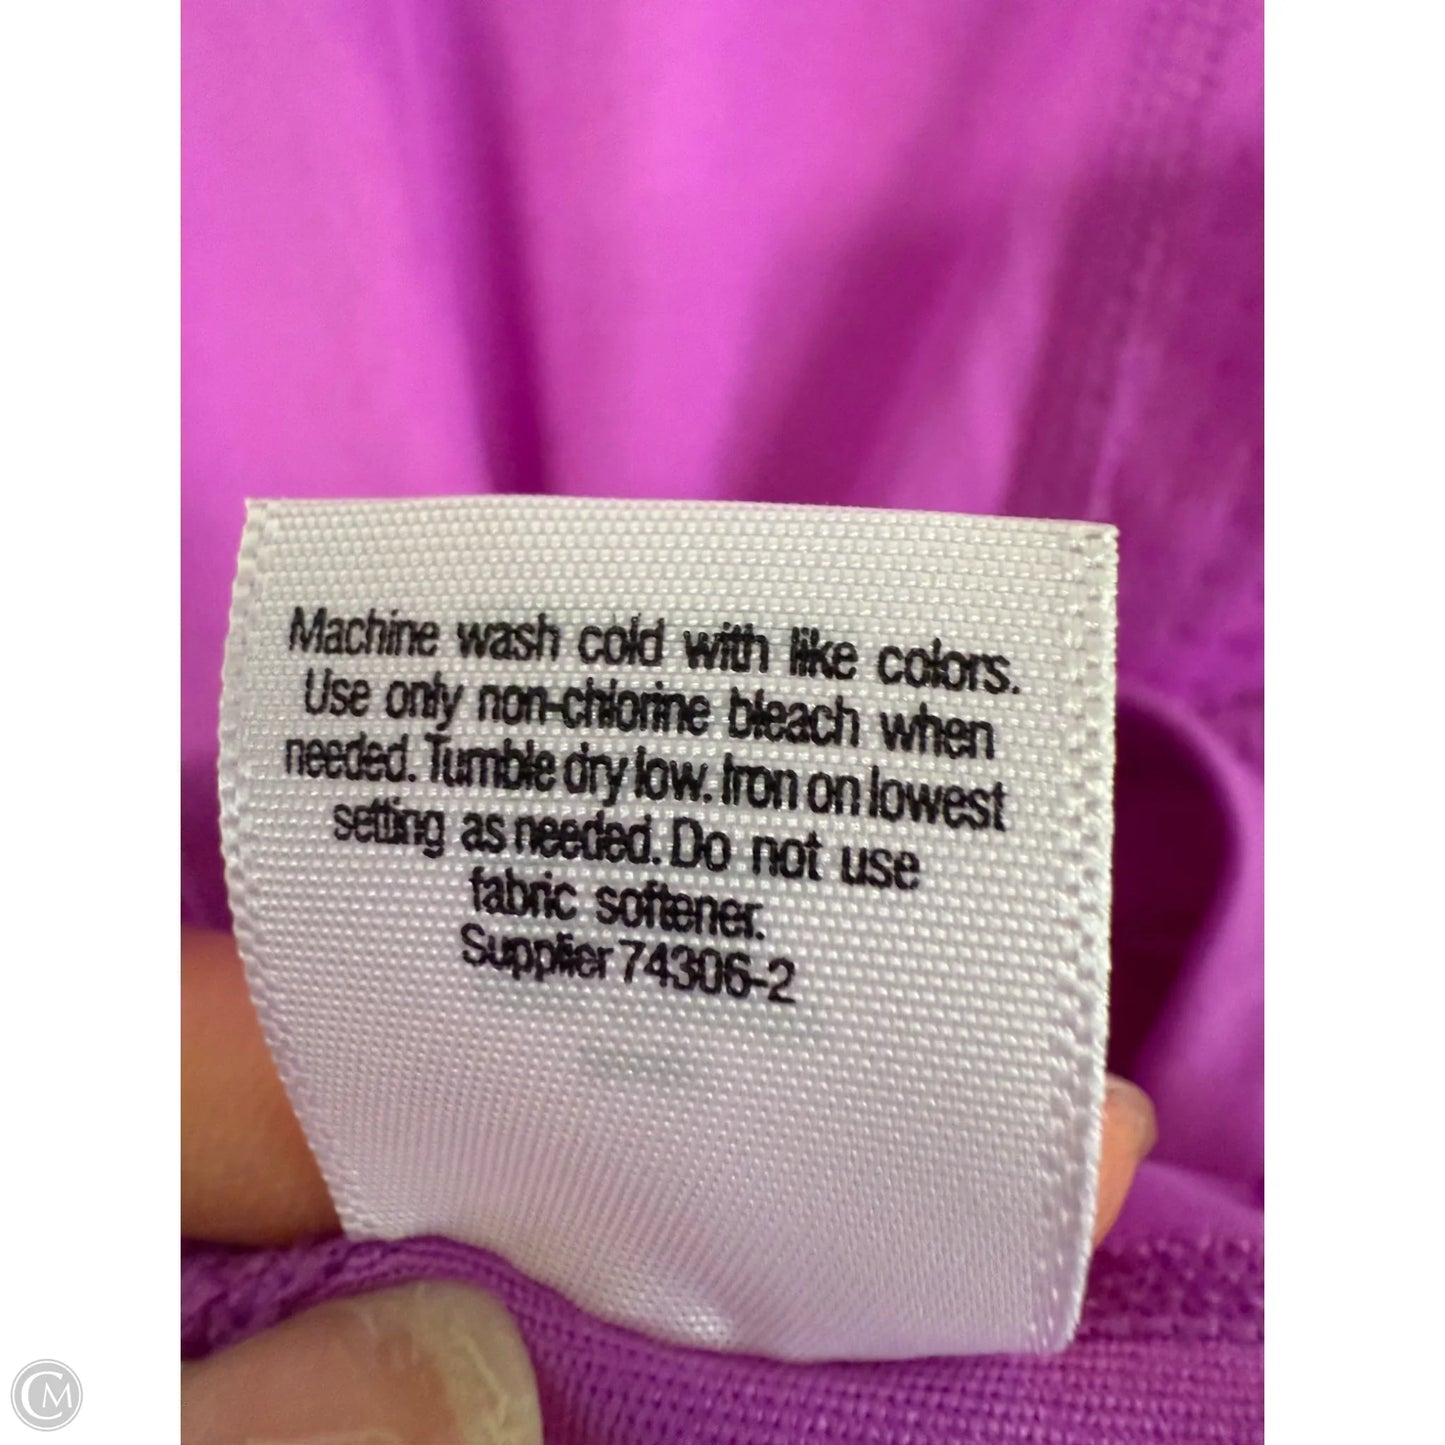 Machine wash cold with like colors.
Use only non-chlorine bleach when
needed. Tumble dry low. Iron on lowest
setting as needed. Do not use
fabric softener.
Supplier 74306-2
CM